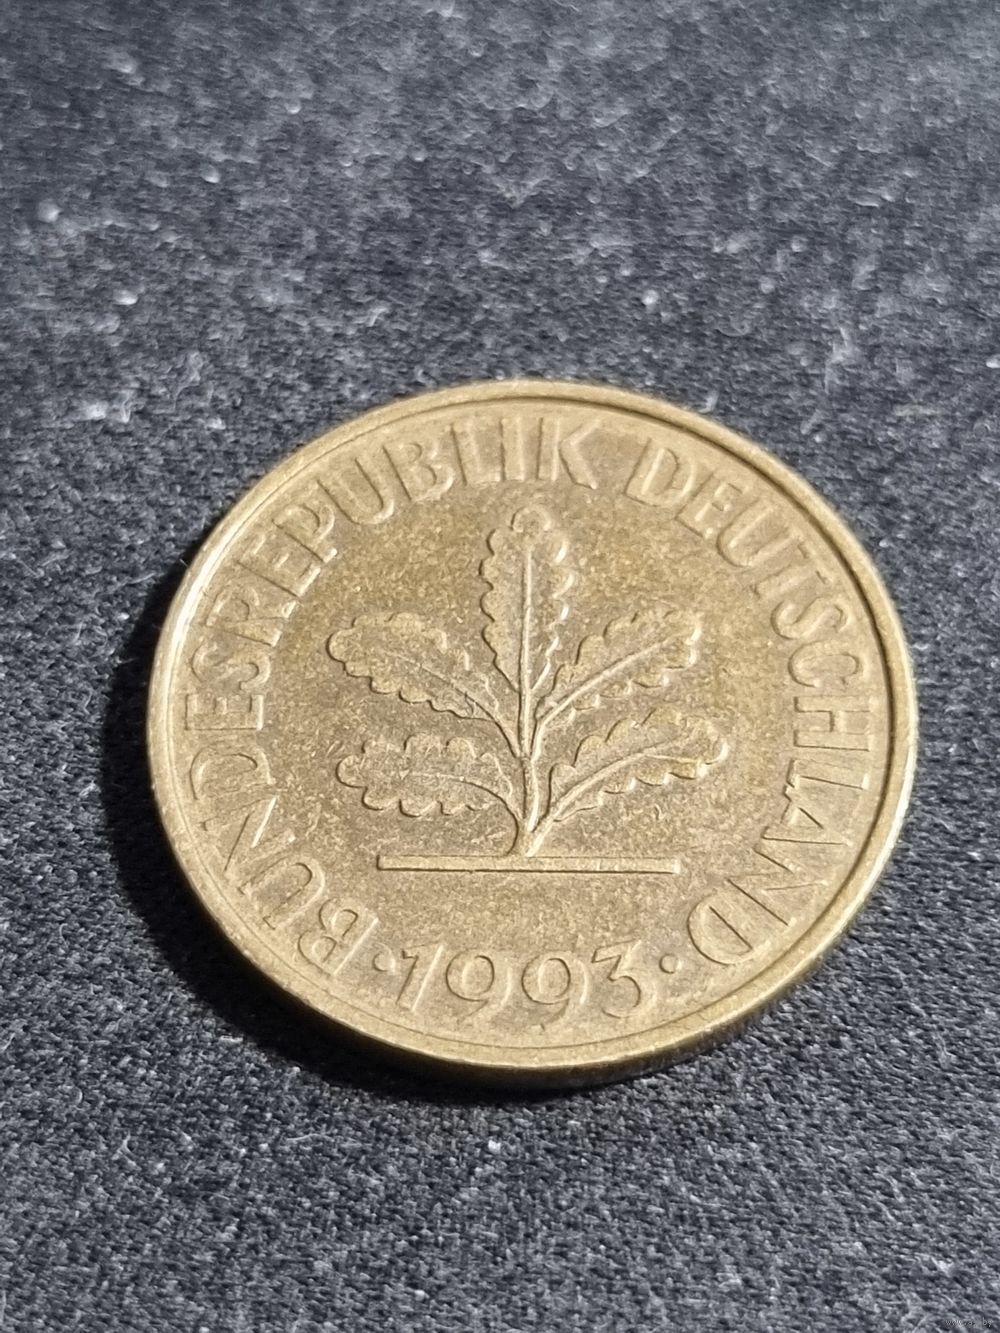 BUNDESREPUBLIK DEUTSCHLAND
· 1993 ·